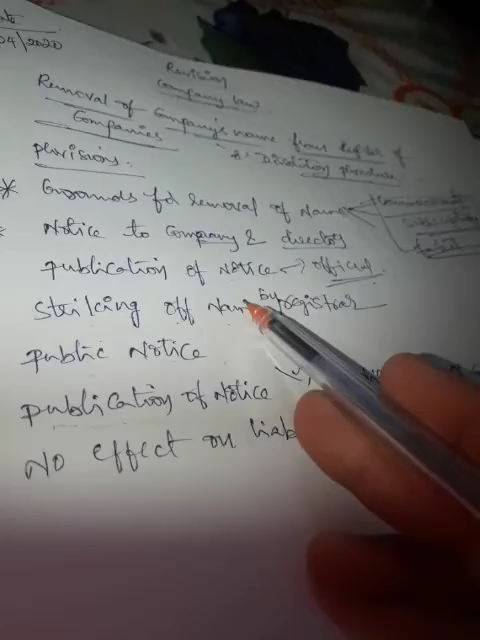 04/2020
Revision
Company law
Removal of Company's name from Register of
Companies & Dissolution procedure
provisions.
* Grounds for removal of Name
* Notice to Company & directors
publication of Notice → official
striking off Name by registrar
public Notice
publication of Notice
No effect on liab